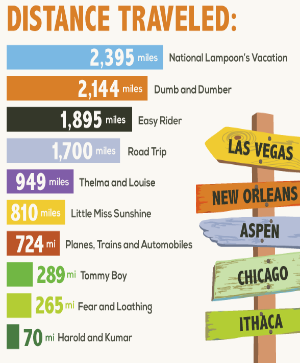 DISTANCE TRAVELED:
2,395 miles National Lampoon's Vacation
2,144 miles Dumb and Dumber
1,895 miles Easy Rider
1,700 miles Road Trip
949 miles Thelma and Louise
810 miles Little Miss Sunshine
724 mi Planes, Trains and Automobiles
289 mi Tommy Boy
265 mi Fear and Loathing
70 mi Harold and Kumar
LAS VEGAS
NEW ORLEANS
ASPEN
CHICAGO
ITHACA